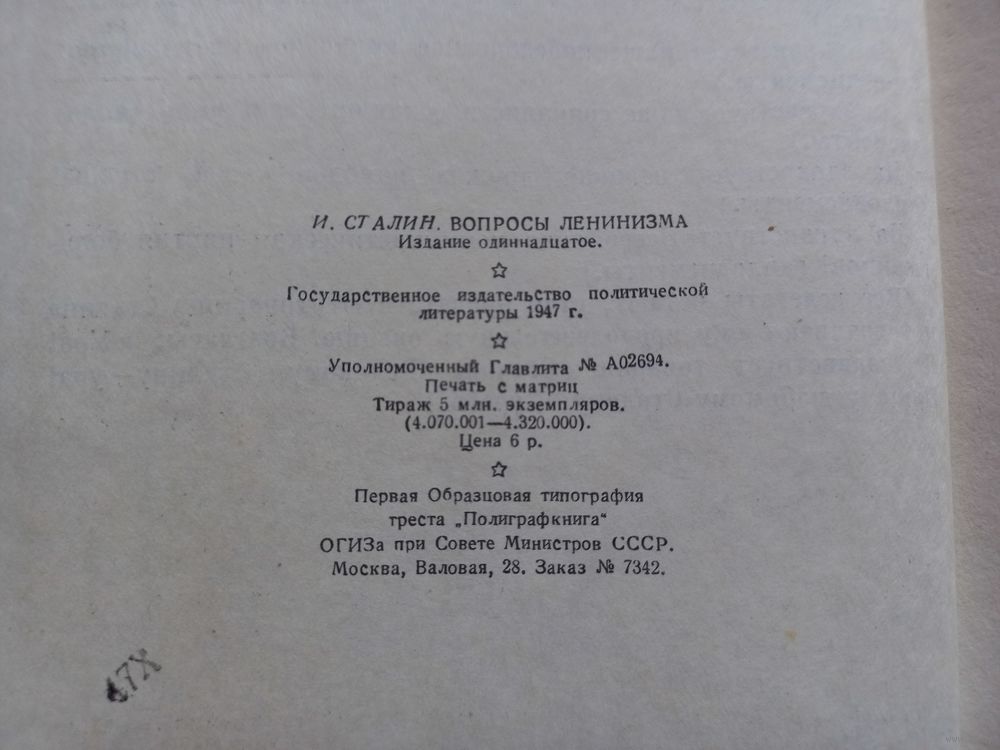 И. СТАЛИН. ВОПРОСЫ ЛЕНИНИЗМА
Издание одиннадцатое.
Государственное издательство политической
литературы 1947 г.
Уполномоченный Главлита № А02694.
Печать с матриц
Тираж 5 млн. экземпляров.
(4.070.001—4.320.000).
Цена 6 р.
Первая Образцовая типография
треста „Полиграфкнига“
ОГИЗа при Совете Министров СССР.
Москва, Валовая, 28. Заказ № 7342.